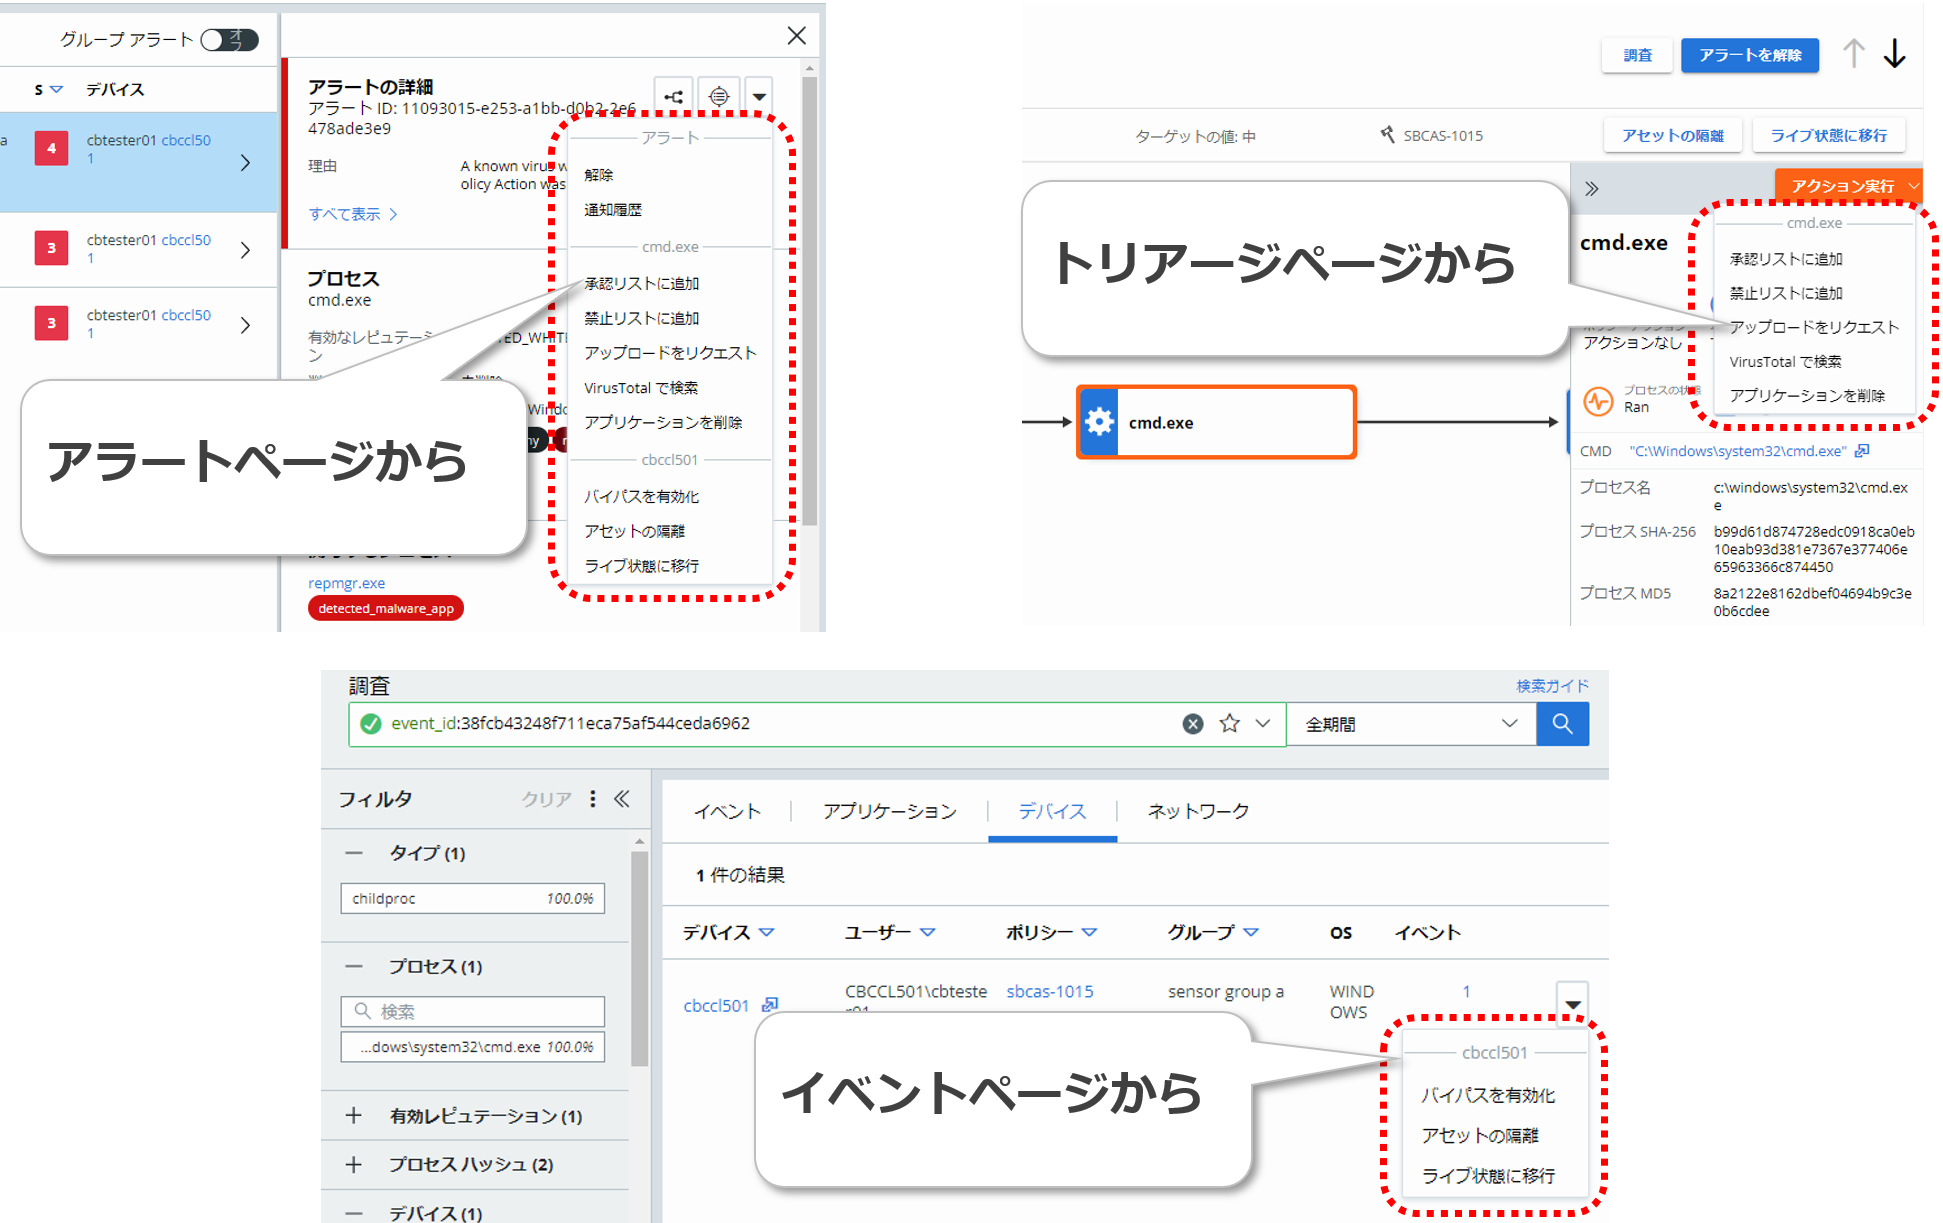 グループ アラート
オフ
S デバイス
a 4 cbtester01 cbccl50
1
3 cbtester01 cbccl50
1
3 cbtester01 cbccl50
1
アラートの詳細
アラート ID: 11093015-e253-a1bb-d0b2-2e6
478ade3e9
理由
A known virus w
olicy Action was
すべて表示
プロセス
cmd.exe
有効なレピュテーシ
ン
TED_WHIT
Windo
アラート
解除
通知履歴
cmd.exe
承認リストに追加
禁止リストに追加
アップロードをリクエスト
VirusTotal で検索
アプリケーションを削除
cbccl501
バイパスを有効化
アセットの隔離
ライブ状態に移行
アラートページから
repmgr.exe
detected_malware_app
調査 アラートを解除
ターゲットの値: 中 SBCAS-1015 アセットの隔離 ライブ状態に移行
アクション実行
cmd.exe
cmd.exe
承認リストに追加
禁止リストに追加
アップロードをリクエスト
VirusTotal で検索
アプリケーションを削除
トリアージページから
アクションなし
プロセスの状態
Ran
cmd.exe
CMD "C:\Windows\system32\cmd.exe"
プロセス名 c:\windows\system32\cmd.ex
e
プロセス SHA-256 b99d61d874728edc0918ca0eb
10eab93d381e7367e377406e
65963366c874450
プロセス MD5 8a2122e8162dbef04694b9c3e
0b6cdee
調査 検索ガイド
event_id:38fcb43248f711eca75af544ceda6962 全期間
フィルタ クリア
タイプ (1)
childproc 100.0%
プロセス (1)
検索
...dows\system32\cmd.exe 100.0%
有効レピュテーション (1)
プロセス ハッシュ (2)
デバイス (1)
イベント アプリケーション デバイス ネットワーク
1 件の結果
デバイス ユーザー ポリシー グループ OS イベント
cbccl501 CBCCL501\cbteste sbcas-1015 sensor group a WIND 1
OWS
イベントページから
cbccl501
バイパスを有効化
アセットの隔離
ライブ状態に移行